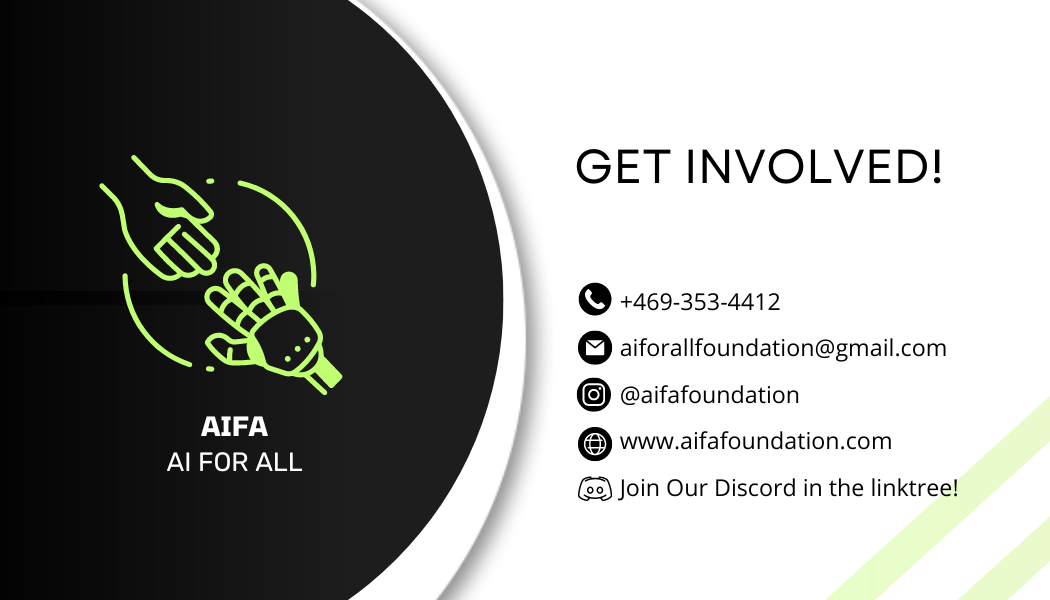 AIFA
AI FOR ALL
GET INVOLVED!
+469-353-4412
aiforallfoundation@gmail.com
@aifafoundation
www.aifafoundation.com
Join Our Discord in the linktree!